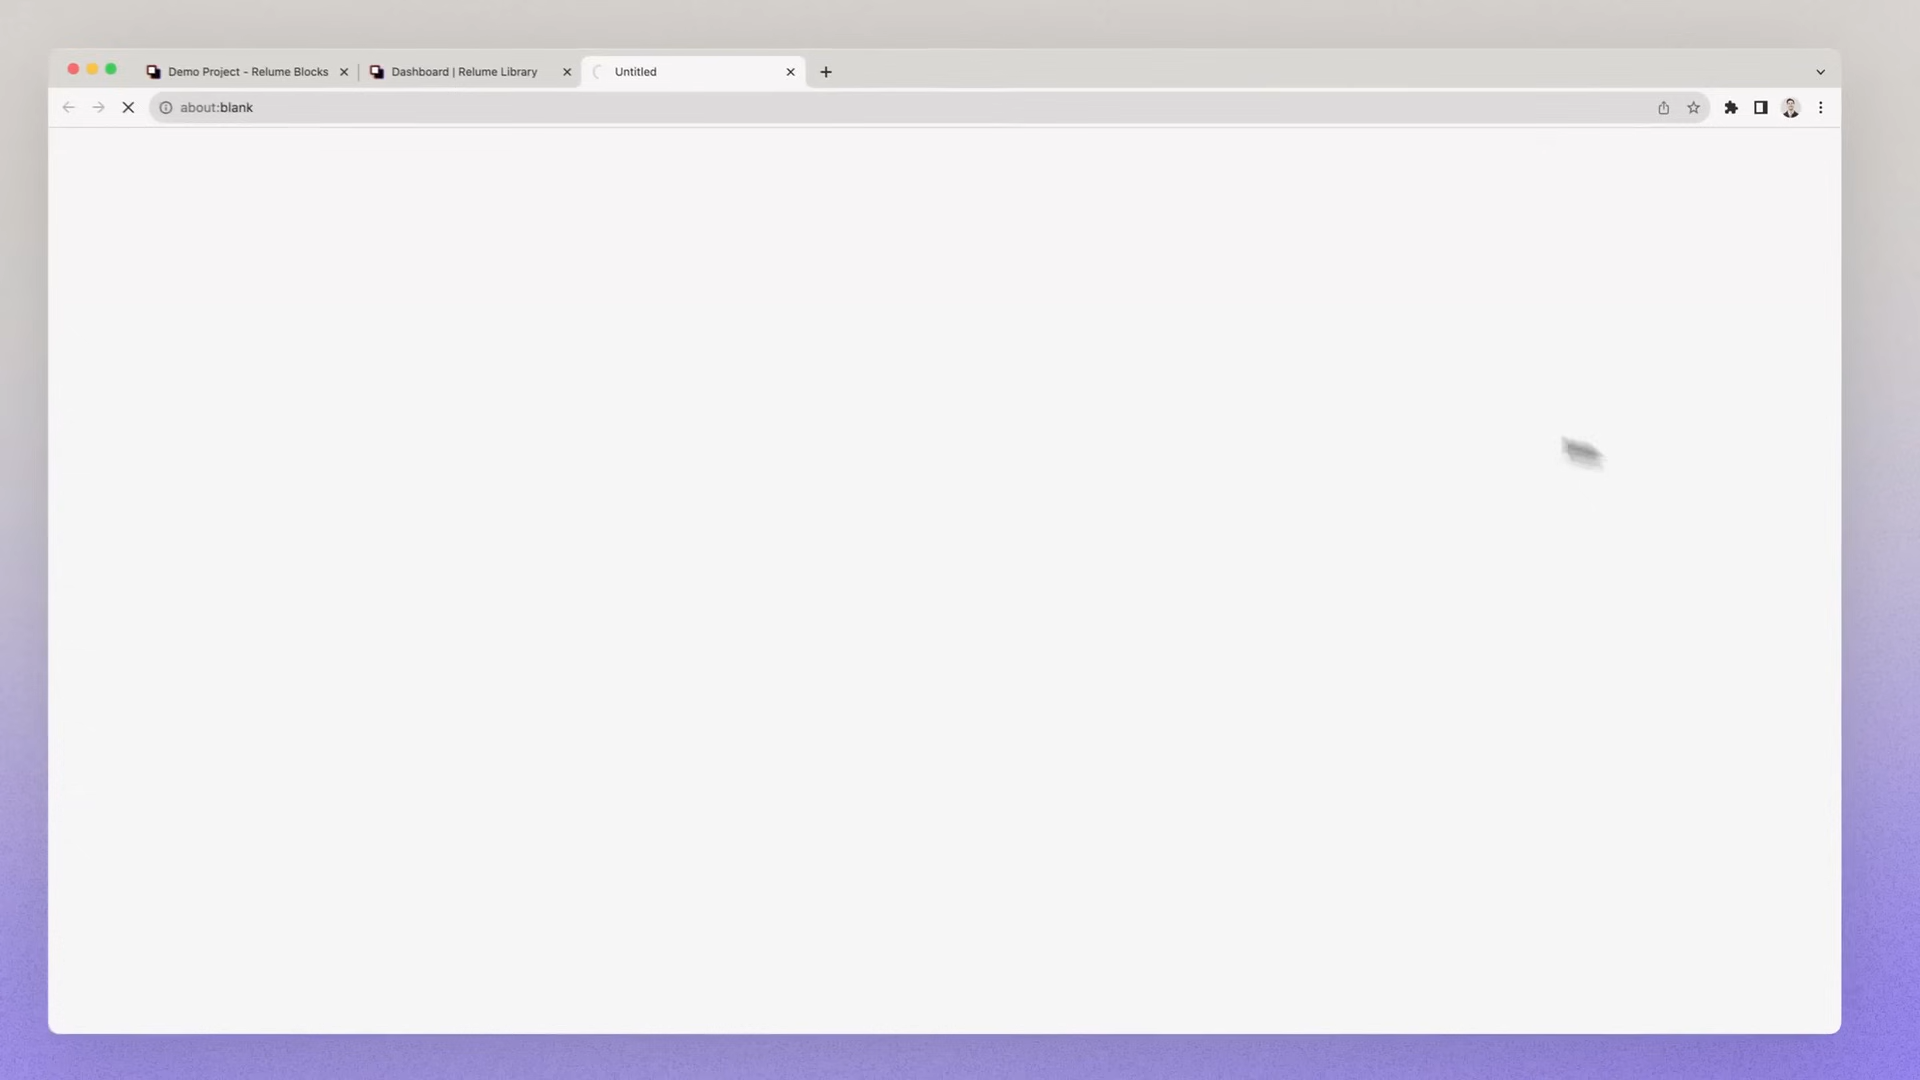 Demo Project - Relume Blocks
Dashboard | Relume Library
Untitled
about:blank